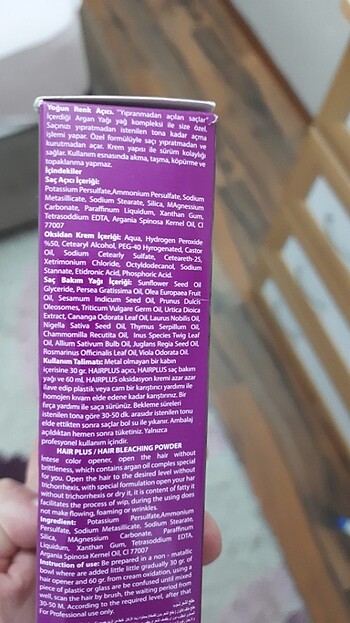 Yoğun Renk Açıcı. "Yıpranmadan açılan saçlar"
İçerdiği Argan Yağ yağ kompleksi ile size özel.
Saçınızı yıpratmadan istenilen tona kadar açma
işlemi yapar. Özel formülüyle saçı yıpratmadan ve
kurutmadan açar. Krem yapısı ile sürüm kolaylığı
sağlar. Kullanım esnasında akma, taşma, köpürme ve
topaklanma yapmaz.
İçindekiler
Saç Açıcı İçeriği:
Potassium Persulfate,Ammonium Persulfate, Sodium
Metasillicate, Sodium Stearate, Silica, MAgnesium
Carbonate, Paraffinum Liquidum, Xanthan Gum,
Tetrasoddium EDTA, Argania Spinosa Kernel Oil, CI
77007
Oksidan Krem İçeriği: Aqua, Hydrogen Peroxide
%50, Cetearyl Alcohol, PEG-40 Hyrogenated, Castor
Oil, Sodium Cetearly Sulfate, Ceteareth-25,
Xetrimonium Chloride, Octyldodecanol, Sodium
Stannate, Etidronic Acid, Phosphoric Acid.
Saç Bakım Yağı İçeriği: Sunflower Seed Oil
Glyceride, Persea Gratissima Oil, Olea Europaea Fruit
Oil, Sesamum Indicium Seed Oil, Prunus Dulcis
Oleosomes, Triticum Vulgare Germ Oil, Urtica Dioica
Extract, Cananga Odorata Leaf Oil, Laurus Nobilis Oil,
Nigella Sativa Seed Oil, Thymus Serpillum Oil,
Chammomilla Recutita Oil, Inus Species Twig Leaf
Oil, Allium Sativum Bulb Oil, Juglans Regia Seed Oil,
Rosmarinus Officinalis Leaf Oil, Viola Odorata Oil.
Kullanım Talimatı: Metal olmayan bir kabın
içerisine 30 gr. HAIRPLUS açıcı, HAIRPLUS saç bakım
yağı ve 60 ml. HAIRPLUS oksidasyon kremi azar azar
ilave edip plastik veya cam bir karıştırıcı yardımı ile
homojen kıvam elde edene kadar karıştırınız. Bir
fırça yardımı ile saça sürünüz. Bekleme süreleri
istenilen tona göre 30-50 dk. arasıdır istenilen tonu
elde ettikten sonra saçlar bol su ile yıkanır. Ambalaj
açıldıktan hemen sonra tüketiniz. Yalnızca
profesyonel kullanım içindir.
HAIR PLUS / HAIR BLEACHING POWDER
Intese color opener, open the hair without
brittleness, which contains argon oil comples special
for you. Open the hair to the desired level without
trichorrhexis, with special formulation open your hair
without trichorrhexis or dry it, it is content of fatty it
facilitates the process of wip, during the using does
not make flowing, foaming or wrinkles.
Ingredient: Potassium Persulfate,Ammonium
Persulfate, Sodium Metasillicate, Sodium Stearate,
Silica, MAgnesium Carbonate, Paraffinum
Liquidum, Xanthan Gum, Tetrasoddium EDTA,
Argania Spinosa Kernel Oil, CI 77007
Instruction of use: Be prepared in a non - matallic
bowl where are added little little gradually 30 gr. of
hair opener and 60 gr. from cream oxidation, using a
piece of plastic or glass are confused until mixed
well, scan the hair by brush, the waiting period from
30-50 M. According to the required level, after that
For Professional use only.